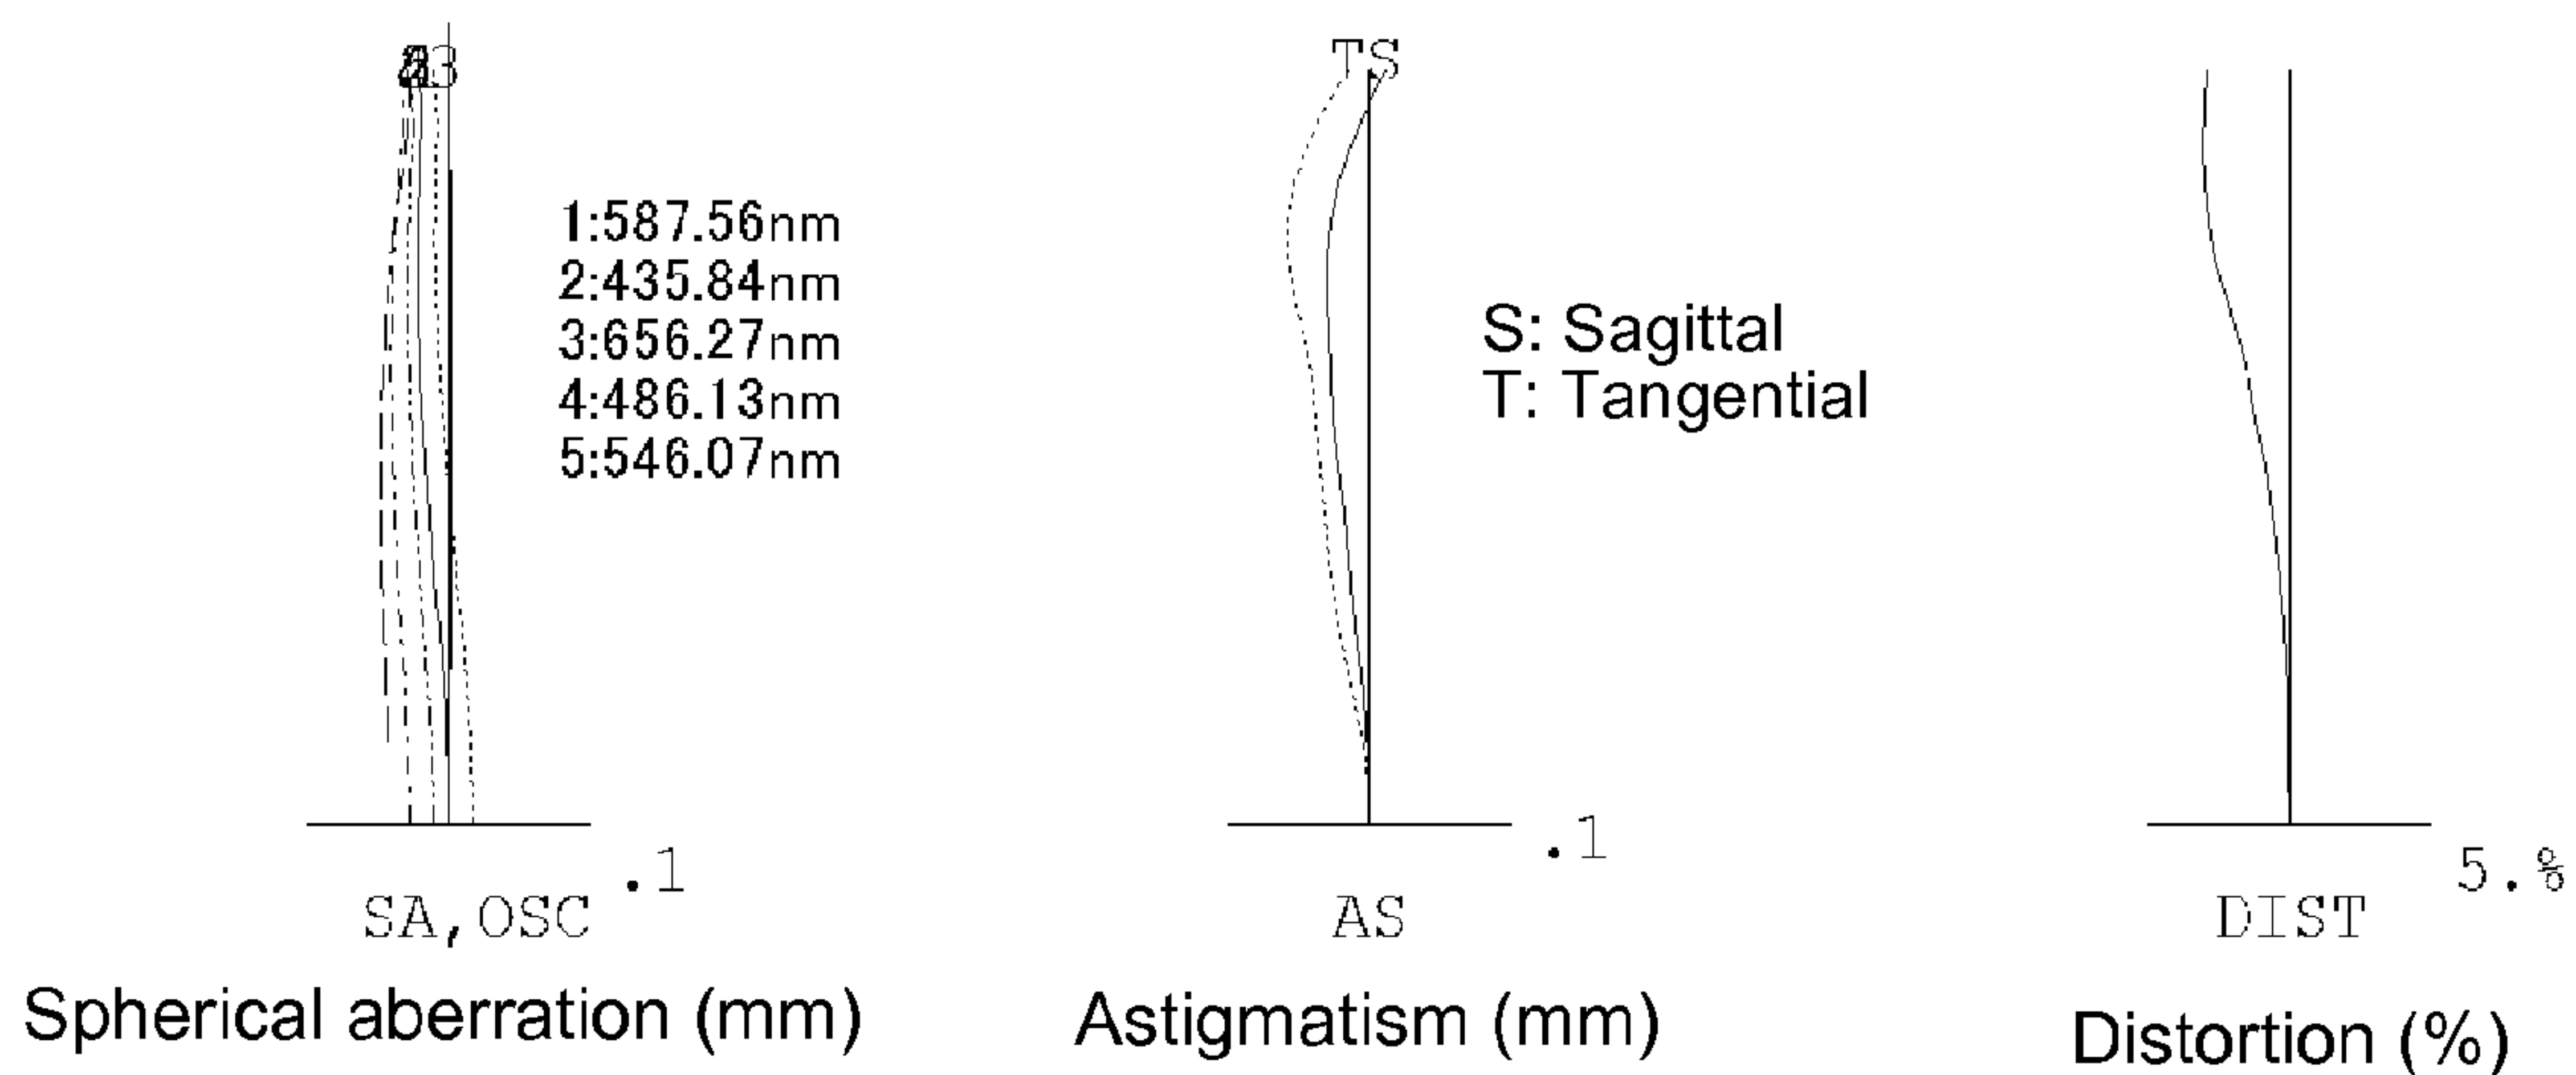 3
TS
1:587.56nm
2:435.84nm
3:656.27nm
4:486.13nm
5:546.07nm
S: Sagittal
T: Tangential
.1
SA,OSC
.1
AS
5.%
DIST
Spherical aberration (mm)
Astigmatism (mm)
Distortion (%)